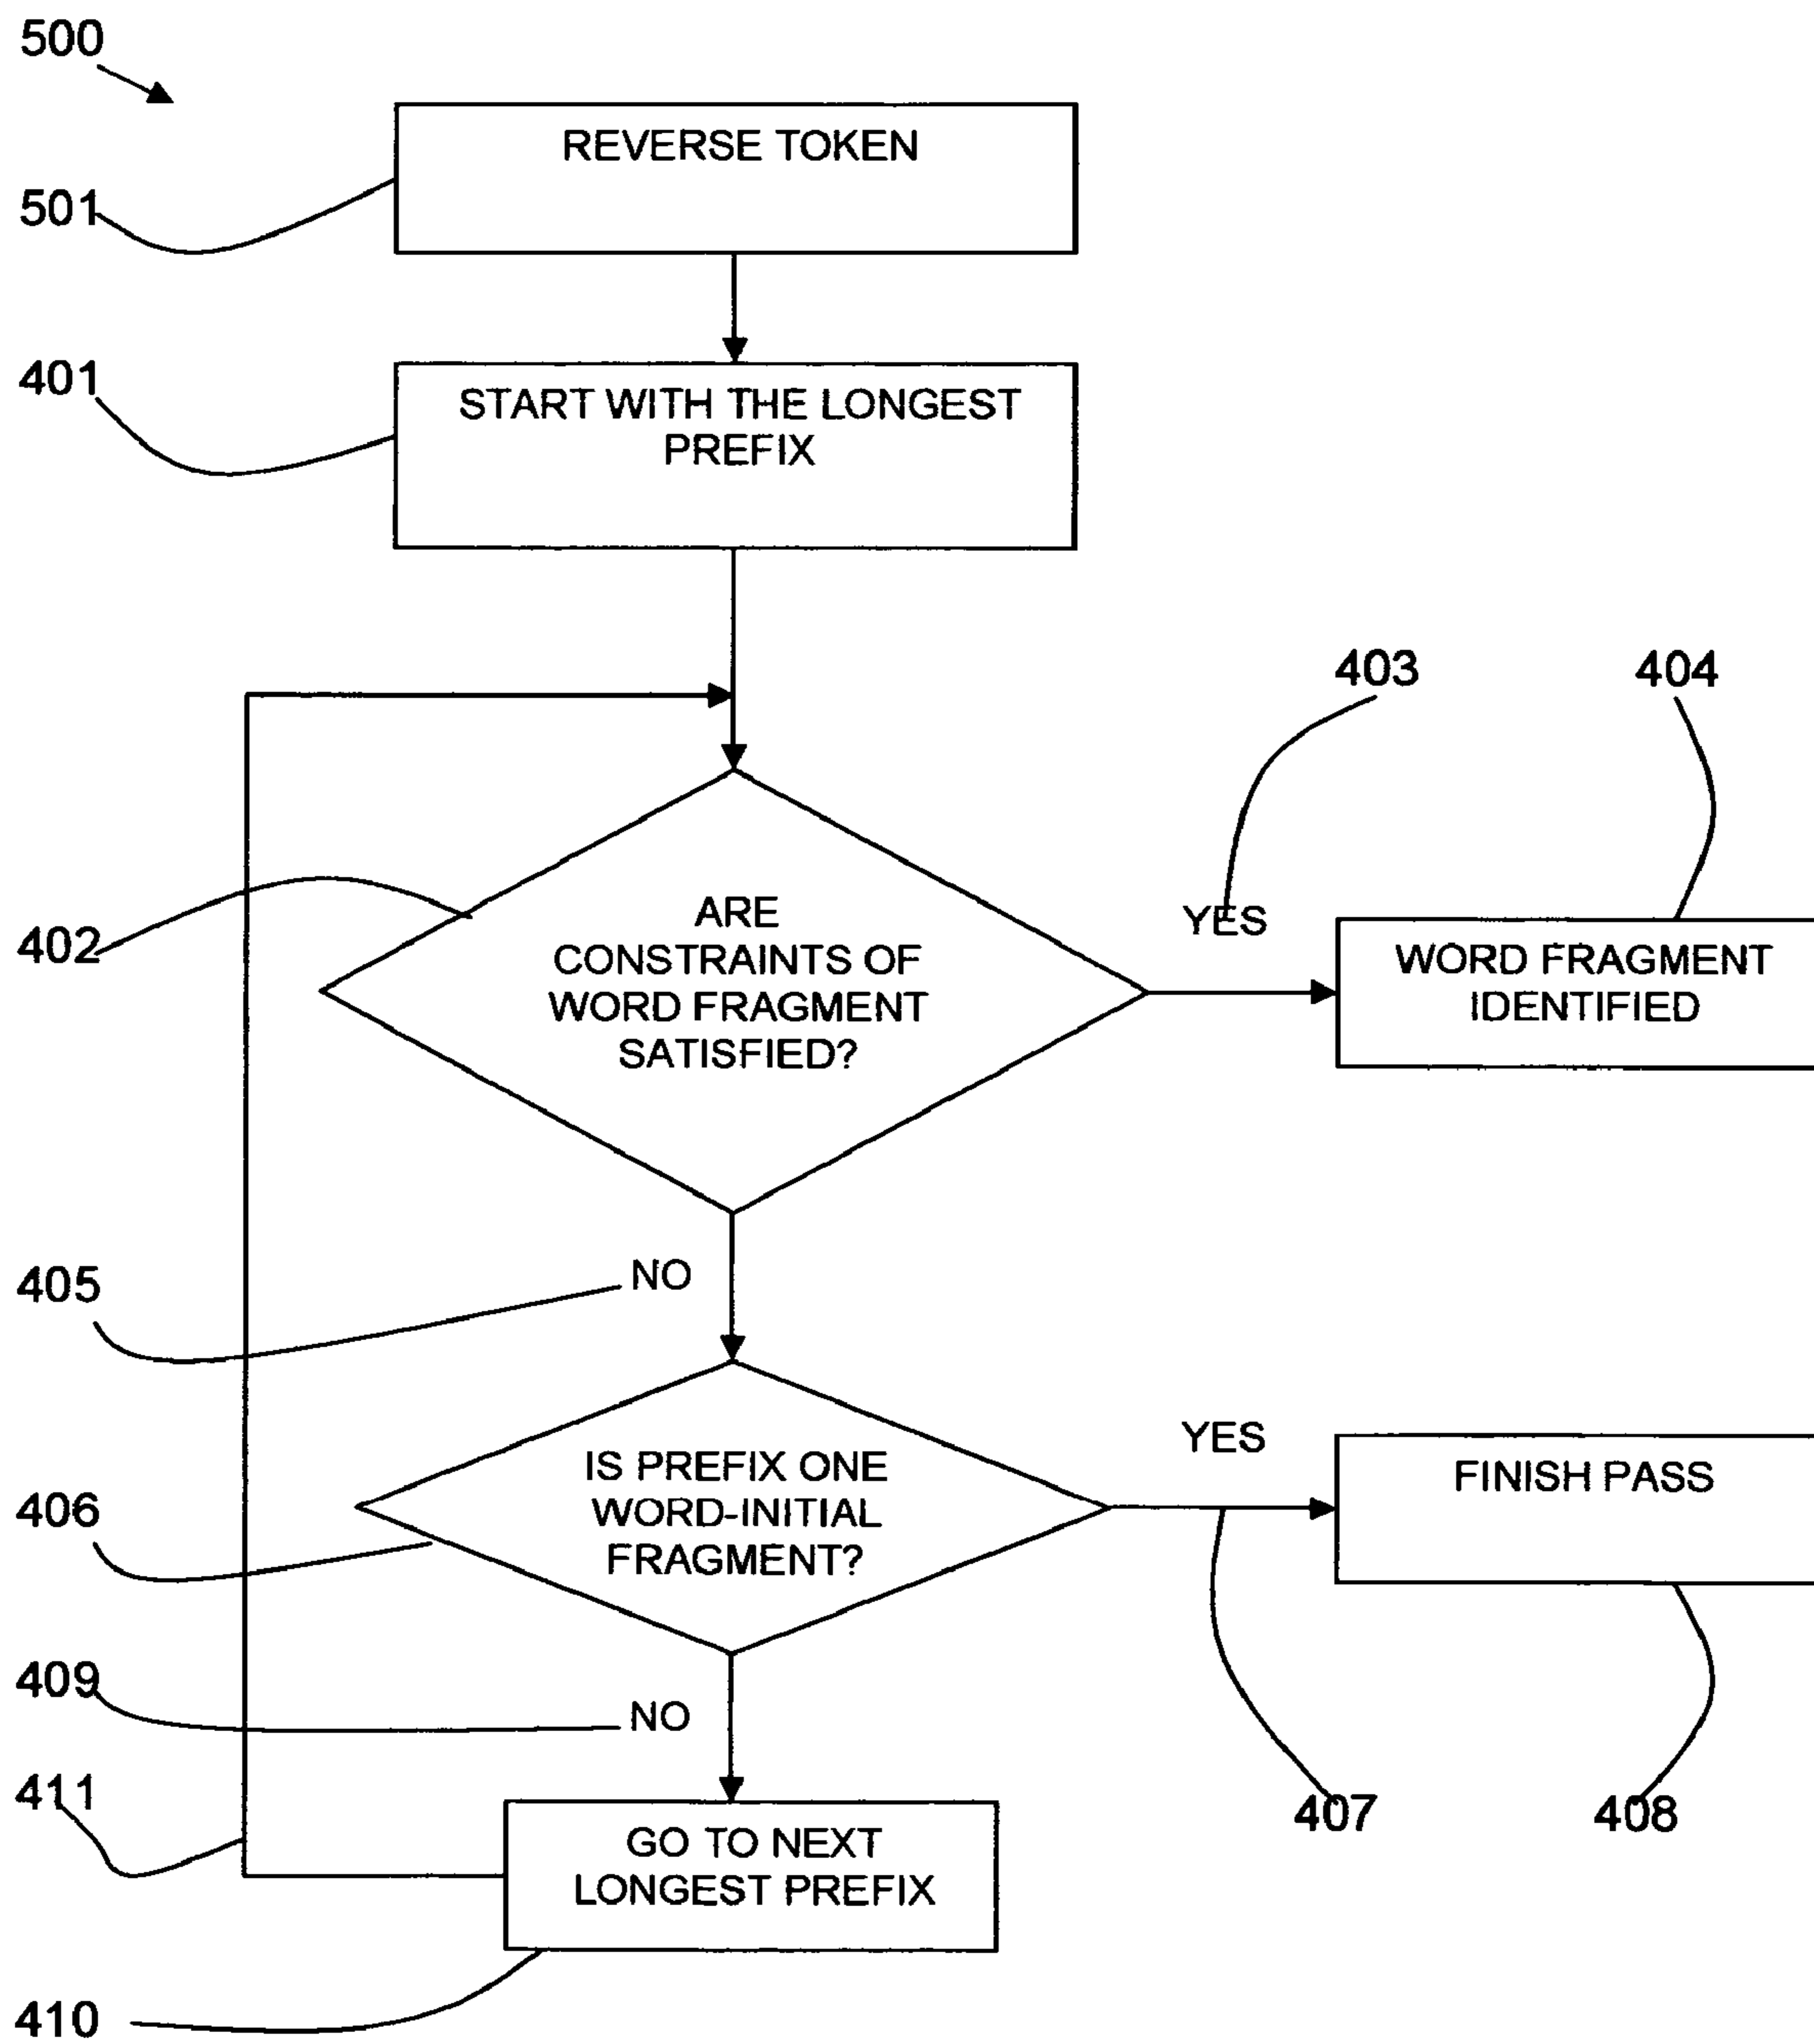 500
REVERSE TOKEN
501
401
START WITH THE LONGEST
PREFIX
403
404
402
ARE
CONSTRAINTS OF
WORD FRAGMENT
SATISFIED?
YES
WORD FRAGMENT
IDENTIFIED
405
NO
406
IS PREFIX ONE
WORD-INITIAL
FRAGMENT?
YES
FINISH PASS
409
NO
407
408
411
GO TO NEXT
LONGEST PREFIX
410